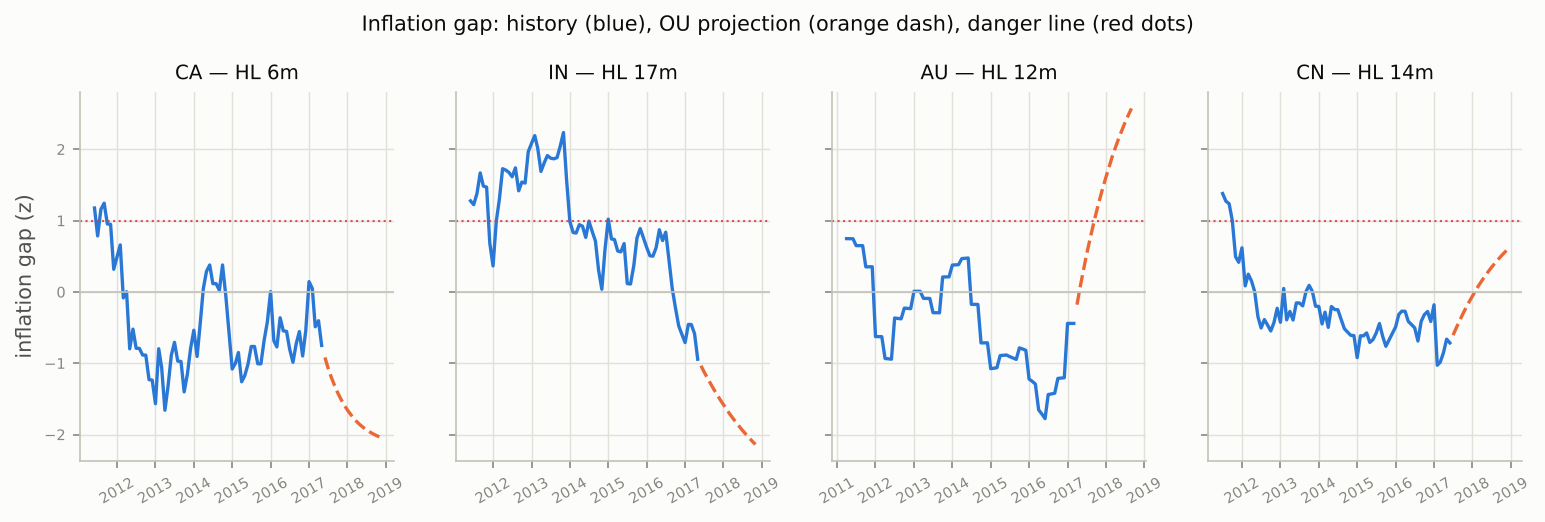 Inflation gap: history (blue), OU projection (orange dash), danger line (red dots)
CA — HL 6m
IN — HL 17m
AU — HL 12m
CN — HL 14m
inflation gap (z)
2
1
0
−1
−2
2012 2013 2014 2015 2016 2017 2018 2019
2012 2013 2014 2015 2016 2017 2018 2019
2011 2012 2013 2014 2015 2016 2017 2018 2019
2012 2013 2014 2015 2016 2017 2018 2019